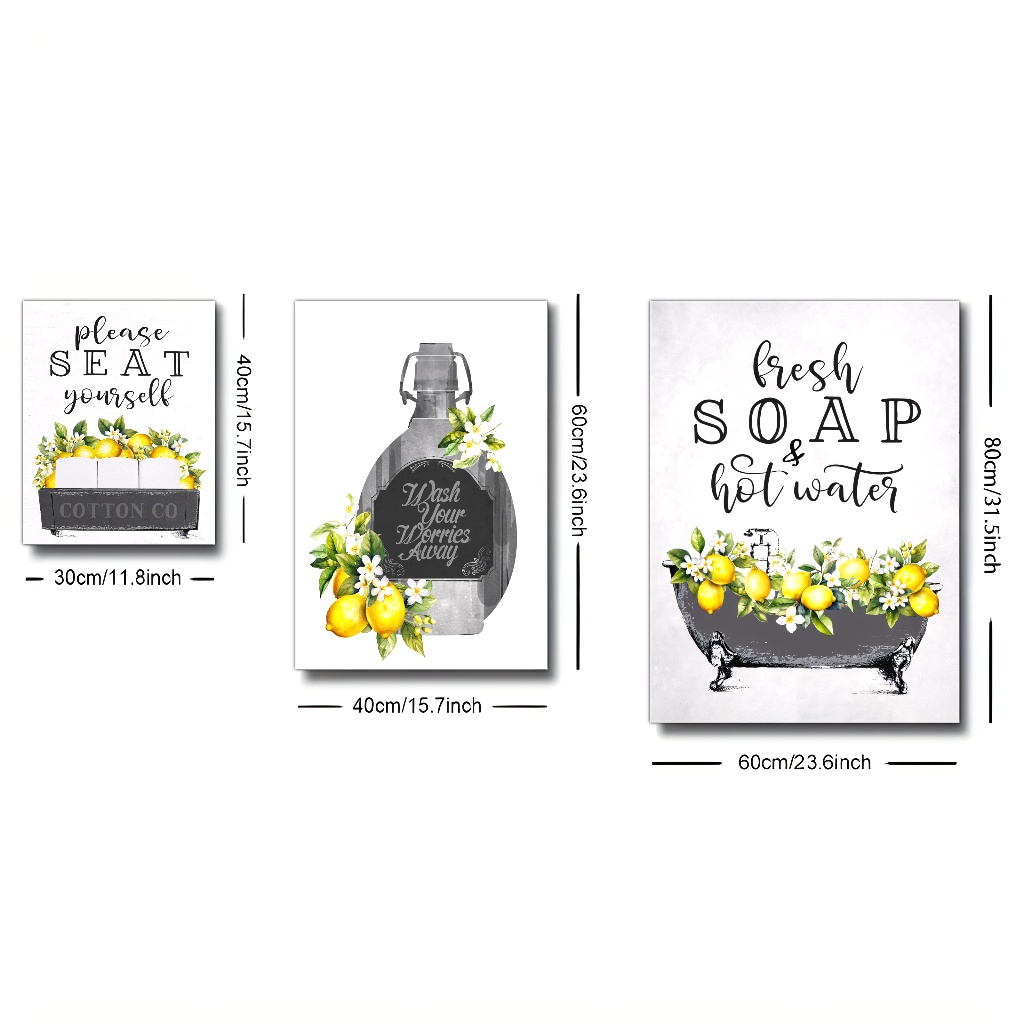 please
SEAT
yourself
COTTON CO
40cm/15.7inch
30cm/11.8inch
Wash
Your
Worries
Away
60cm/23.6inch
40cm/15.7inch
fresh
SOAP
&
hot water
80cm/31.5inch
60cm/23.6inch